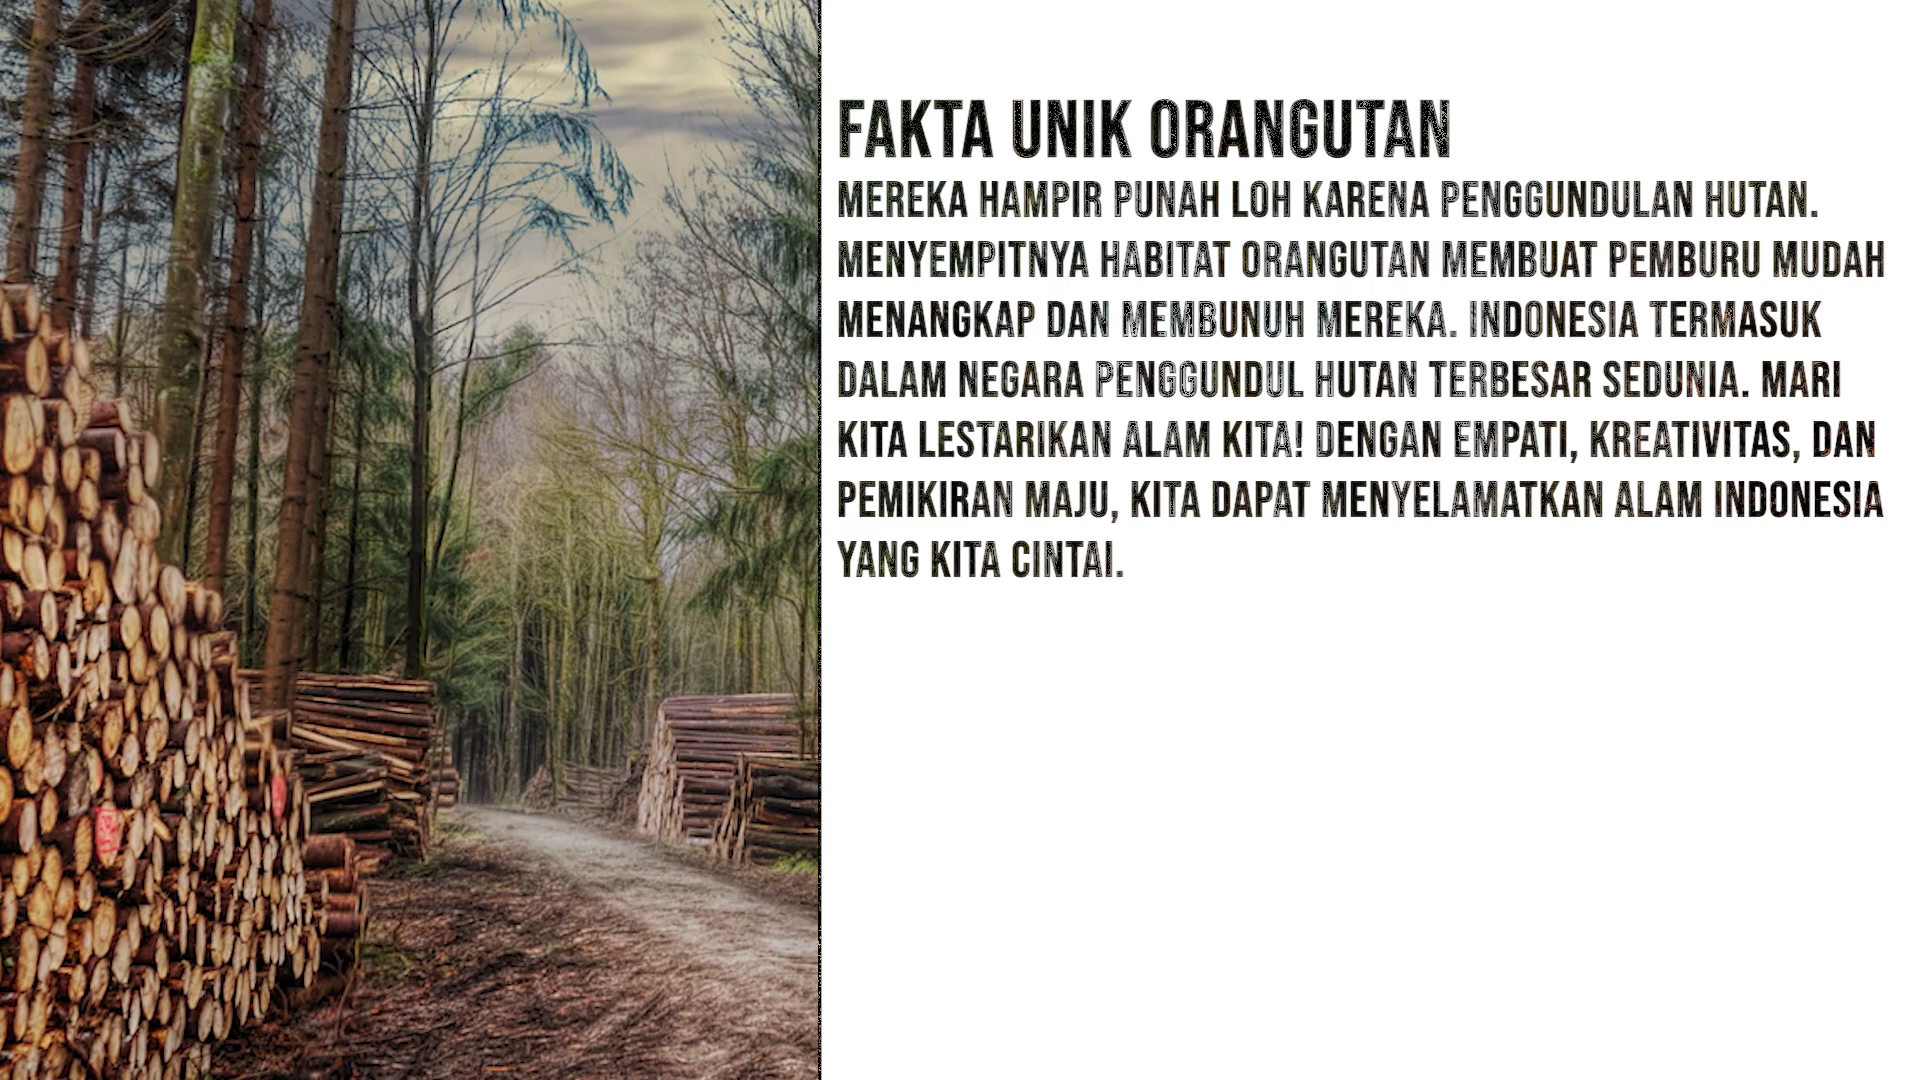 FAKTA UNIK ORANGUTAN
MEREKA HAMPIR PUNAH LOH KARENA PENGGUNDULAN HUTAN.
MENYEMPITNYA HABITAT ORANGUTAN MEMBUAT PEMBURU MUDAH
MENANGKAP DAN MEMBUNUH MEREKA. INDONESIA TERMASUK
DALAM NEGARA PENGGUNDUL HUTAN TERBESAR SEDUNIA. MARI
KITA LESTARIKAN ALAM KITA! DENGAN EMPATI, KREATIVITAS, DAN
PEMIKIRAN MAJU, KITA DAPAT MENYELAMATKAN ALAM INDONESIA
YANG KITA CINTAI.